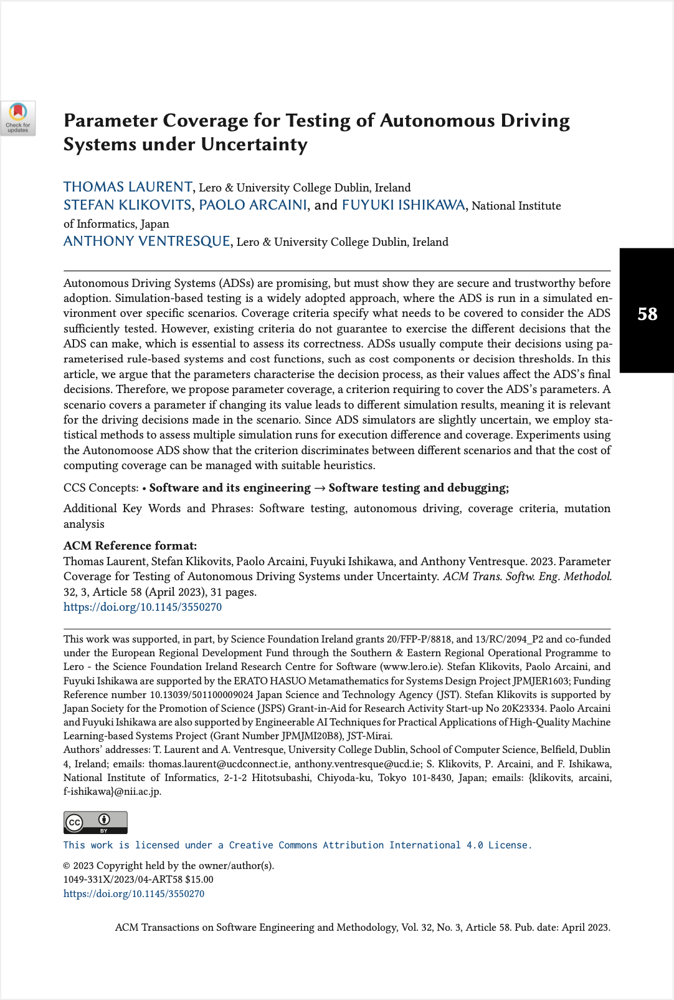 Check for
updates
Parameter Coverage for Testing of Autonomous Driving
Systems under Uncertainty
THOMAS LAURENT, Lero & University College Dublin, Ireland
STEFAN KLIKOVITS, PAOLO ARCAINI, and FUYUKI ISHIKAWA, National Institute
of Informatics, Japan
ANTHONY VENTRESQUE, Lero & University College Dublin, Ireland
58
Autonomous Driving Systems (ADSs) are promising, but must show they are secure and trustworthy before
adoption. Simulation-based testing is a widely adopted approach, where the ADS is run in a simulated en-
vironment over specific scenarios. Coverage criteria specify what needs to be covered to consider the ADS
sufficiently tested. However, existing criteria do not guarantee to exercise the different decisions that the
ADS can make, which is essential to assess its correctness. ADSs usually compute their decisions using pa-
rameterised rule-based systems and cost functions, such as cost components or decision thresholds. In this
article, we argue that the parameters characterise the decision process, as their values affect the ADS's final
decisions. Therefore, we propose parameter coverage, a criterion requiring to cover the ADS's parameters. A
scenario covers a parameter if changing its value leads to different simulation results, meaning it is relevant
for the driving decisions made in the scenario. Since ADS simulators are slightly uncertain, we employ sta-
tistical methods to assess multiple simulation runs for execution difference and coverage. Experiments using
the Autonomoose ADS show that the criterion discriminates between different scenarios and that the cost of
computing coverage can be managed with suitable heuristics.
CCS Concepts: • Software and its engineering → Software testing and debugging;
Additional Key Words and Phrases: Software testing, autonomous driving, coverage criteria, mutation
analysis
ACM Reference format:
Thomas Laurent, Stefan Klikovits, Paolo Arcaini, Fuyuki Ishikawa, and Anthony Ventresque. 2023. Parameter
Coverage for Testing of Autonomous Driving Systems under Uncertainty. ACM Trans. Softw. Eng. Methodol.
32, 3, Article 58 (April 2023), 31 pages.
https://doi.org/10.1145/3550270
This work was supported, in part, by Science Foundation Ireland grants 20/FFP-P/8818, and 13/RC/2094_P2 and co-funded
under the European Regional Development Fund through the Southern & Eastern Regional Operational Programme to
Lero - the Science Foundation Ireland Research Centre for Software (www.lero.ie). Stefan Klikovits, Paolo Arcaini, and
Fuyuki Ishikawa are supported by the ERATO HASUO Metamathematics for Systems Design Project JPMJER1603; Funding
Reference number 10.13039/501100009024 Japan Science and Technology Agency (JST). Stefan Klikovits is supported by
Japan Society for the Promotion of Science (JSPS) Grant-in-Aid for Research Activity Start-up No 20K23334. Paolo Arcaini
and Fuyuki Ishikawa are also supported by Engineerable AI Techniques for Practical Applications of High-Quality Machine
Learning-based Systems Project (Grant Number JPMJMI20B8), JST-Mirai.
Authors' addresses: T. Laurent and A. Ventresque, University College Dublin, School of Computer Science, Belfield, Dublin
4, Ireland; emails: thomas.laurent@ucdconnect.ie, anthony.ventresque@ucd.ie; S. Klikovits, P. Arcaini, and F. Ishikawa,
National Institute of Informatics, 2-1-2 Hitotsubashi, Chiyoda-ku, Tokyo 101-8430, Japan; emails: {klikovits, arcaini,
f-ishikawa}@nii.ac.jp.
CC BY
This work is licensed under a Creative Commons Attribution International 4.0 License.
© 2023 Copyright held by the owner/author(s).
1049-331X/2023/04-ART58 $15.00
https://doi.org/10.1145/3550270
ACM Transactions on Software Engineering and Methodology, Vol. 32, No. 3, Article 58. Pub. date: April 2023.